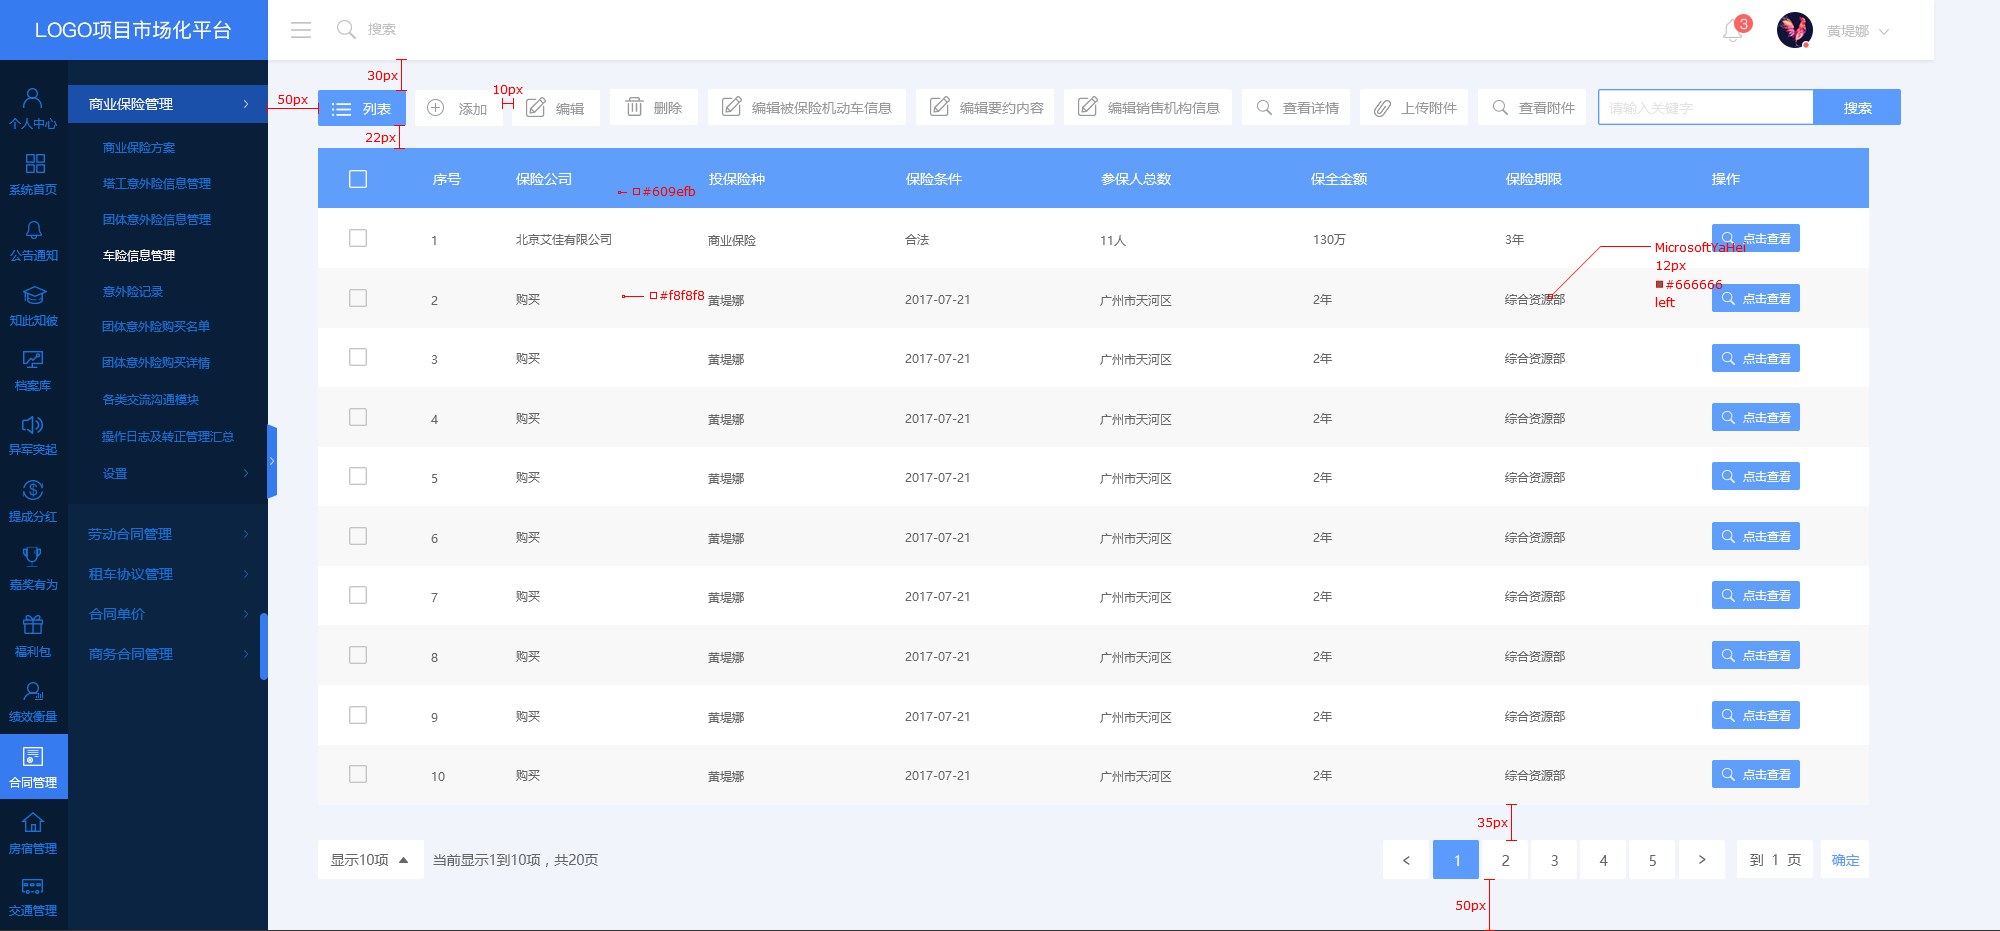 LOGO项目市场化平台
搜索
3
黄堤娜
个人中心
系统首页
公告通知
知此知彼
档案库
异军突起
提成分红
嘉奖有为
福利包
绩效衡量
合同管理
房宿管理
交通管理
商业保险管理
商业保险方案
塔工意外险信息管理
团体意外险信息管理
车险信息管理
意外险记录
团体意外险购买名单
团体意外险购买详情
各类交流沟通模块
操作日志及转正管理汇总
设置
劳动合同管理
租车协议管理
合同单价
商务合同管理
30px
50px
10px
22px
列表 添加 编辑 删除 编辑被保险机动车信息 编辑要约内容 编辑销售机构信息 查看详情 上传附件 查看附件 请输入关键字 搜索
序号 保险公司 投保险种 保险条件 参保人总数 保全金额 保险期限 操作
#609efb
1 北京艾佳有限公司 商业保险 合法 11人 130万 3年 点击查看
MicrosoftYaHei
12px
#666666
left
2 购买 黄堤娜 2017-07-21 广州市天河区 2年 综合资源部 点击查看
#f8f8f8
3 购买 黄堤娜 2017-07-21 广州市天河区 2年 综合资源部 点击查看
4 购买 黄堤娜 2017-07-21 广州市天河区 2年 综合资源部 点击查看
5 购买 黄堤娜 2017-07-21 广州市天河区 2年 综合资源部 点击查看
6 购买 黄堤娜 2017-07-21 广州市天河区 2年 综合资源部 点击查看
7 购买 黄堤娜 2017-07-21 广州市天河区 2年 综合资源部 点击查看
8 购买 黄堤娜 2017-07-21 广州市天河区 2年 综合资源部 点击查看
9 购买 黄堤娜 2017-07-21 广州市天河区 2年 综合资源部 点击查看
10 购买 黄堤娜 2017-07-21 广州市天河区 2年 综合资源部 点击查看
35px
显示10项 当前显示1到10项，共20页 < 1 2 3 4 5 > 到 1 页 确定
50px